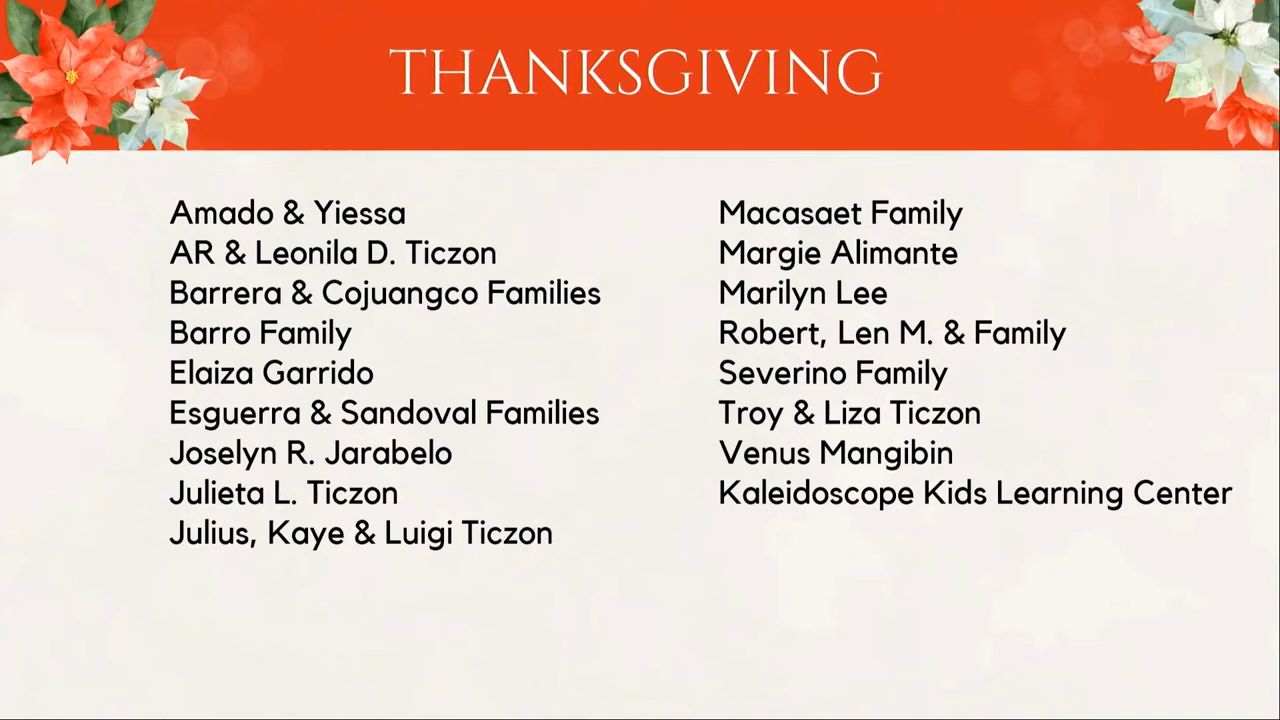 THANKSGIVING
Amado & Yiessa
AR & Leonila D. Ticzon
Barrera & Cojuangco Families
Barro Family
Elaiza Garrido
Esguerra & Sandoval Families
Joselyn R. Jarabelo
Julieta L. Ticzon
Julius, Kaye & Luigi Ticzon
Macasaet Family
Margie Alimante
Marilyn Lee
Robert, Len M. & Family
Severino Family
Troy & Liza Ticzon
Venus Mangibin
Kaleidoscope Kids Learning Center